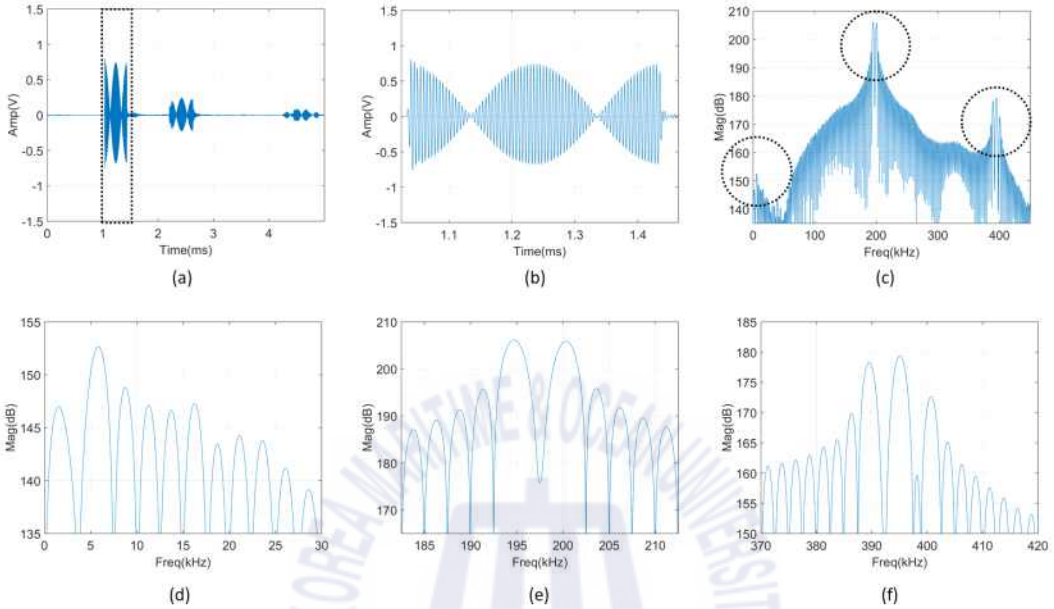 1.5
1
0.5
0
-0.5
-1
-1.5
Amp(V)
0 1 2 3 4
Time(ms)
(a)
1.5
1
0.5
0
-0.5
-1
-1.5
Amp(V)
1.1 1.2 1.3 1.4
Time(ms)
(b)
210
200
190
180
170
160
150
140
Mag(dB)
0 100 200 300 400
Freq(kHz)
(c)
155
150
145
140
135
Mag(dB)
0 5 10 15 20 25 30
Freq(kHz)
(d)
210
200
190
180
170
Mag(dB)
185 190 195 200 205 210
Freq(kHz)
(e)
185
180
175
170
165
160
155
150
Mag(dB)
370 380 390 400 410 420
Freq(kHz)
(f)
KOREA MARITIME & OCEAN UNIVERSIT